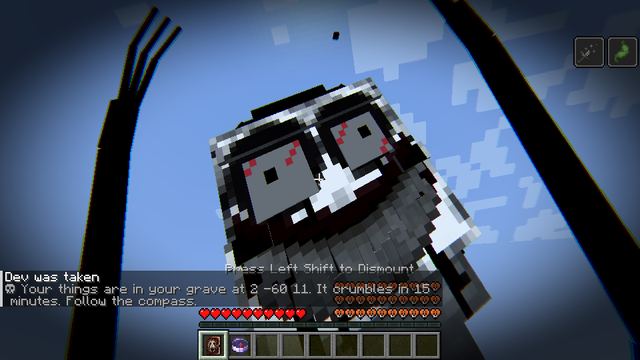 Press Left Shift to Dismount
Dev was taken
☠ Your things are in your grave at 2 -60 11. It crumbles in 15
minutes. Follow the compass.